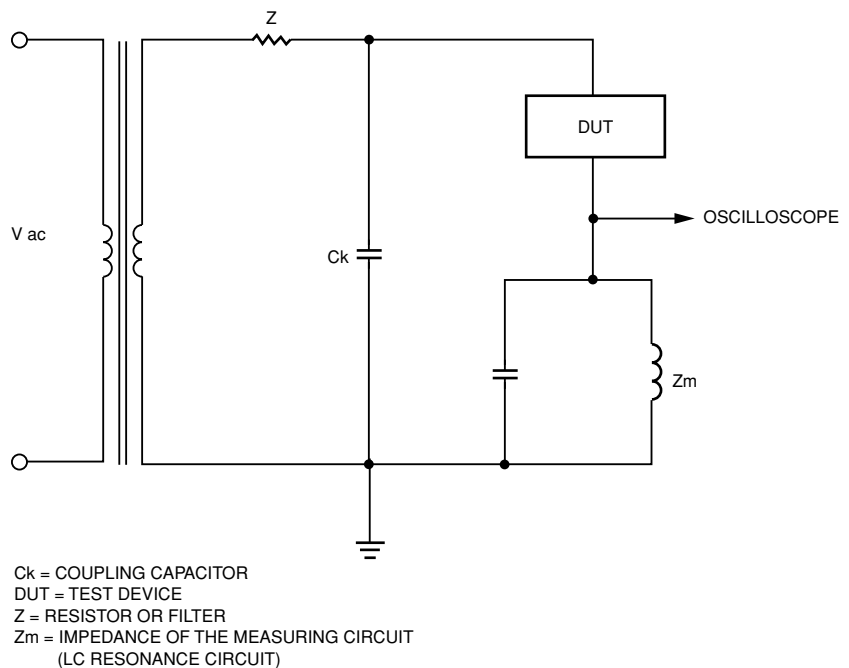 Z
DUT
OSCILLOSCOPE
V ac
Ck
Zm
Ck = COUPLING CAPACITOR
DUT = TEST DEVICE
Z = RESISTOR OR FILTER
Zm = IMPEDANCE OF THE MEASURING CIRCUIT
(LC RESONANCE CIRCUIT)